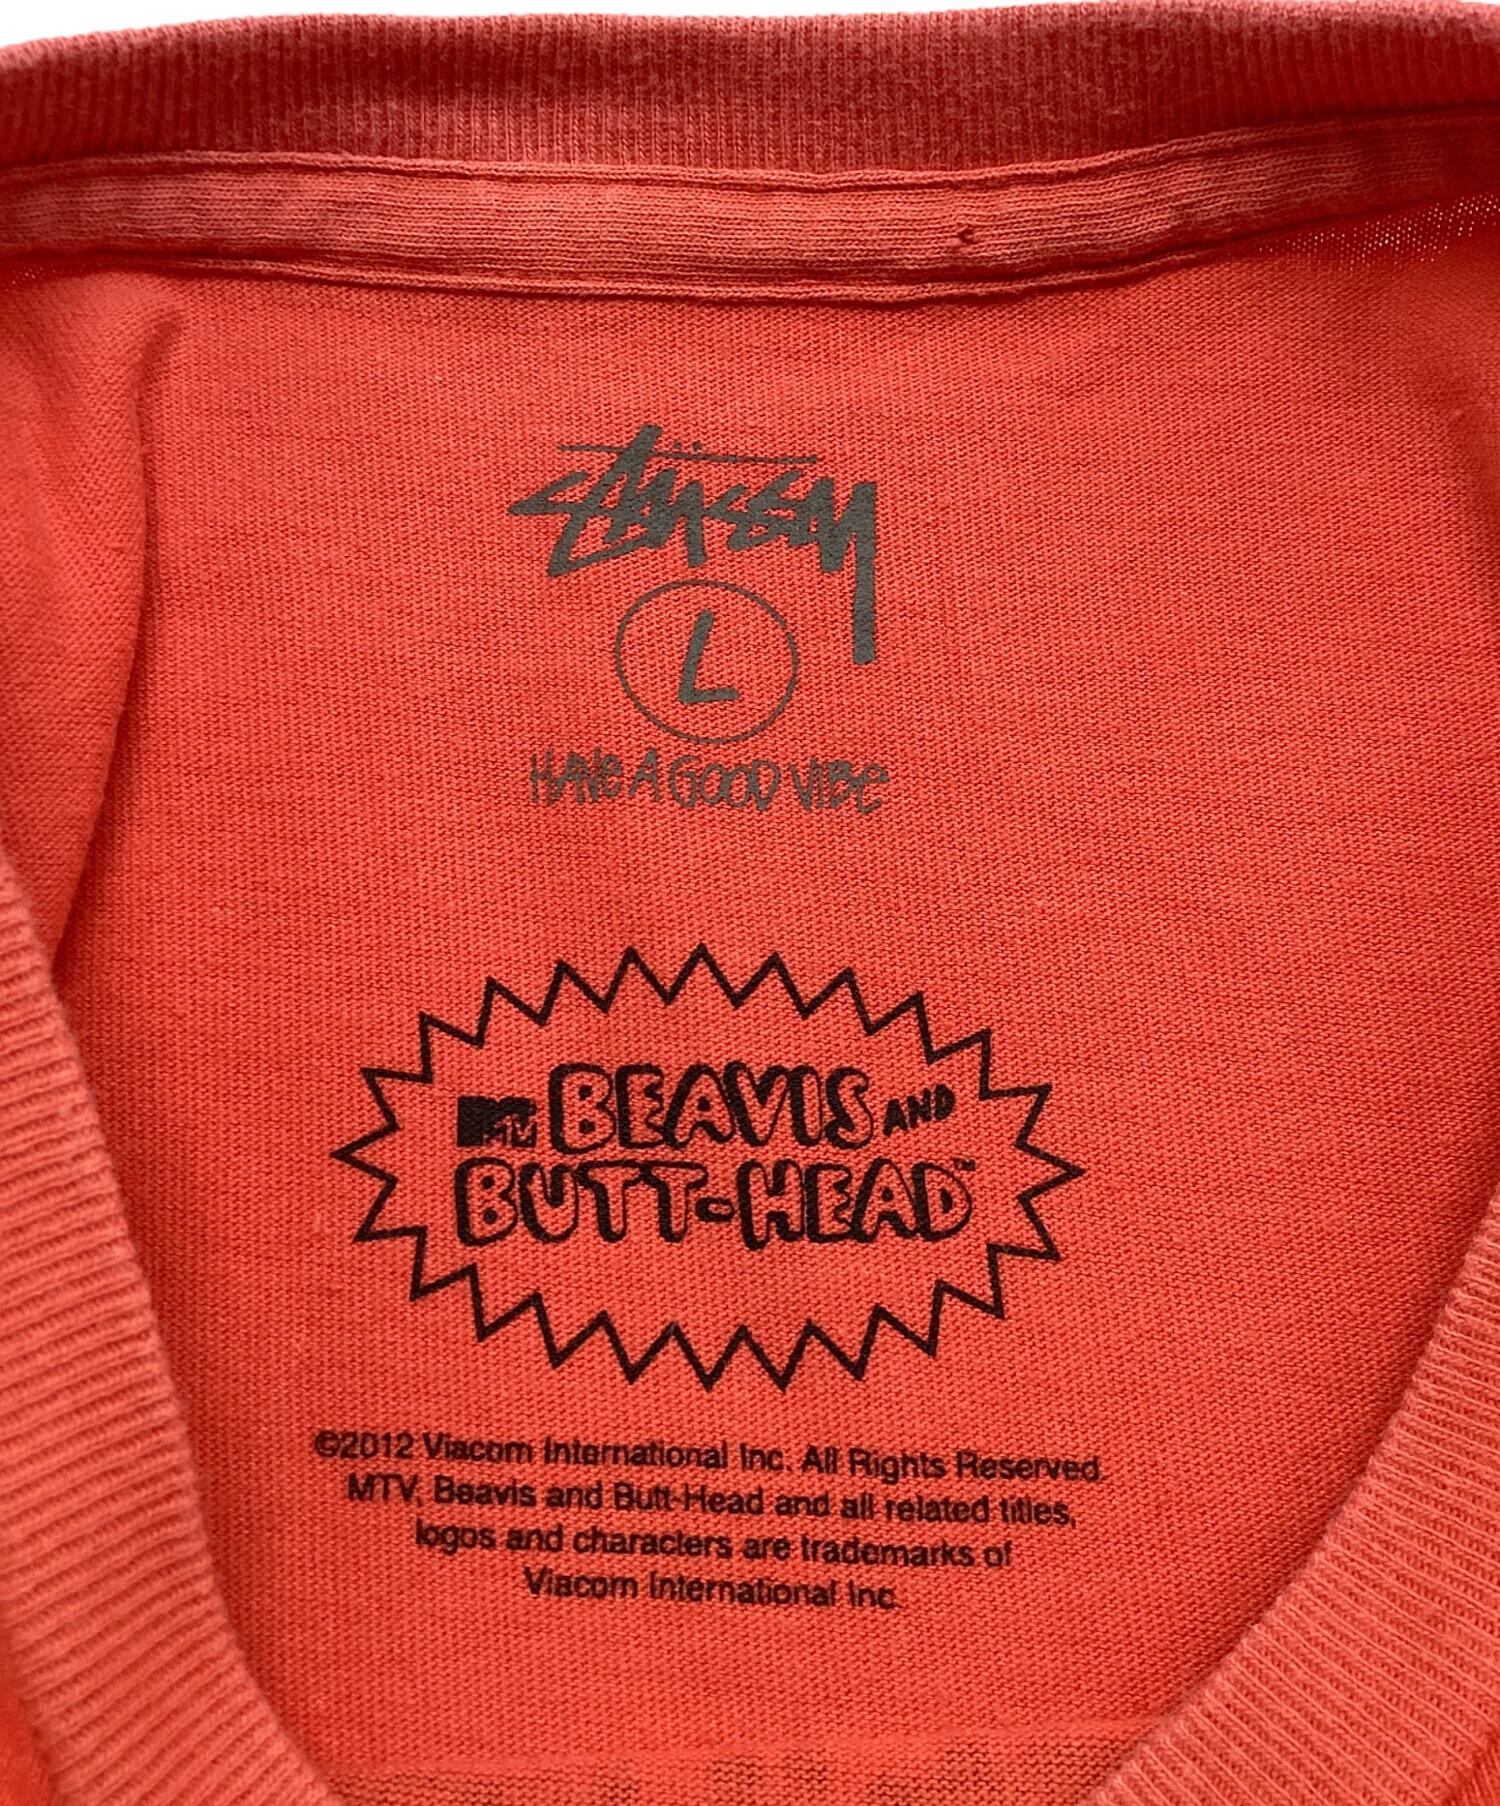 STÜSSY
L
HAVE A GOOD VIBE
MTV BEAVIS AND
BUTT-HEAD™
©2012 Viacom International Inc. All Rights Reserved.
MTV, Beavis and Butt-Head and all related titles,
logos and characters are trademarks of
Viacom International Inc.